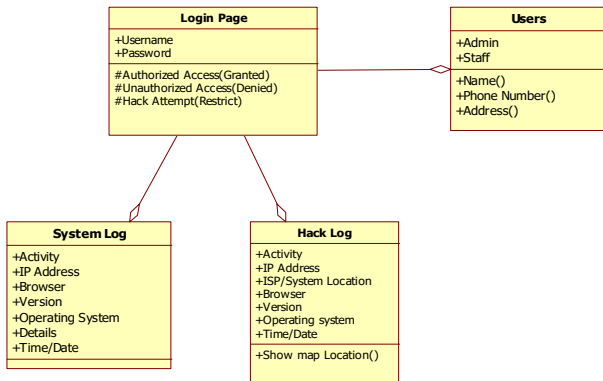 Login Page
+Username
+Password
#Authorized Access(Granted)
#Unauthorized Access(Denied)
#Hack Attempt(Restrict)
Users
+Admin
+Staff
+Name()
+Phone Number()
+Address()
System Log
+Activity
+IP Address
+Browser
+Version
+Operating System
+Details
+Time/Date
Hack Log
+Activity
+IP Address
+ISP/System Location
+Browser
+Version
+Operating system
+Time/Date
+Show map Location()